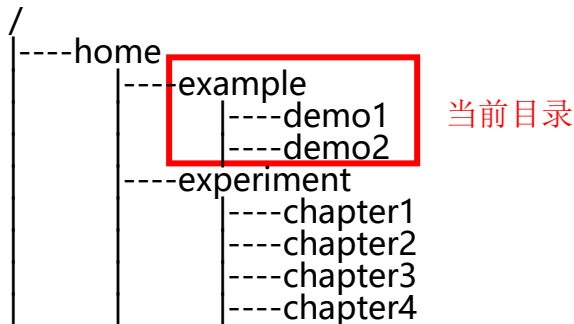 /
|----home
|----example
|----demo1
|----demo2
当前目录
|----experiment
|----chapter1
|----chapter2
|----chapter3
|----chapter4